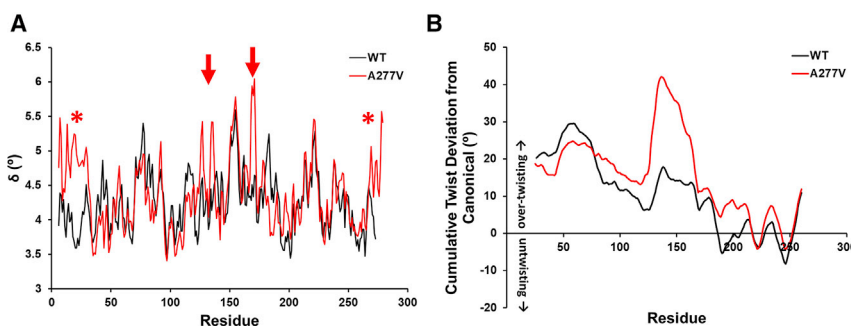 A
6.5
6
5.5
5
4.5
4
3.5
3
δ (º)
0
50
100
150
200
250
300
Residue
*
*
WT
A277V
B
50
40
30
20
10
0
-10
-20
Cumulative Twist Deviation from
Canonical (º)
← untwisting over-twisting →
50
100
150
200
250
300
Residue
WT
A277V